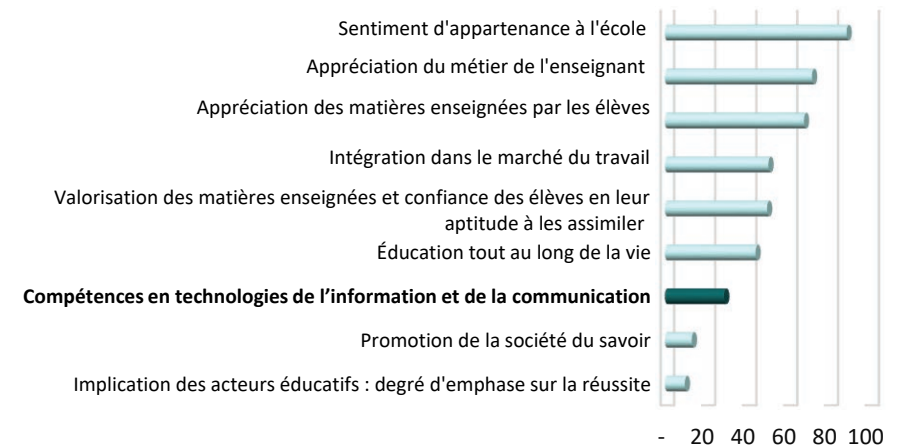 Sentiment d'appartenance à l'école
Appréciation du métier de l'enseignant
Appréciation des matières enseignées par les élèves
Intégration dans le marché du travail
Valorisation des matières enseignées et confiance des élèves en leur
aptitude à les assimiler
Éducation tout au long de la vie
Compétences en technologies de l’information et de la communication
Promotion de la société du savoir
Implication des acteurs éducatifs : degré d'emphase sur la réussite
- 20 40 60 80 100